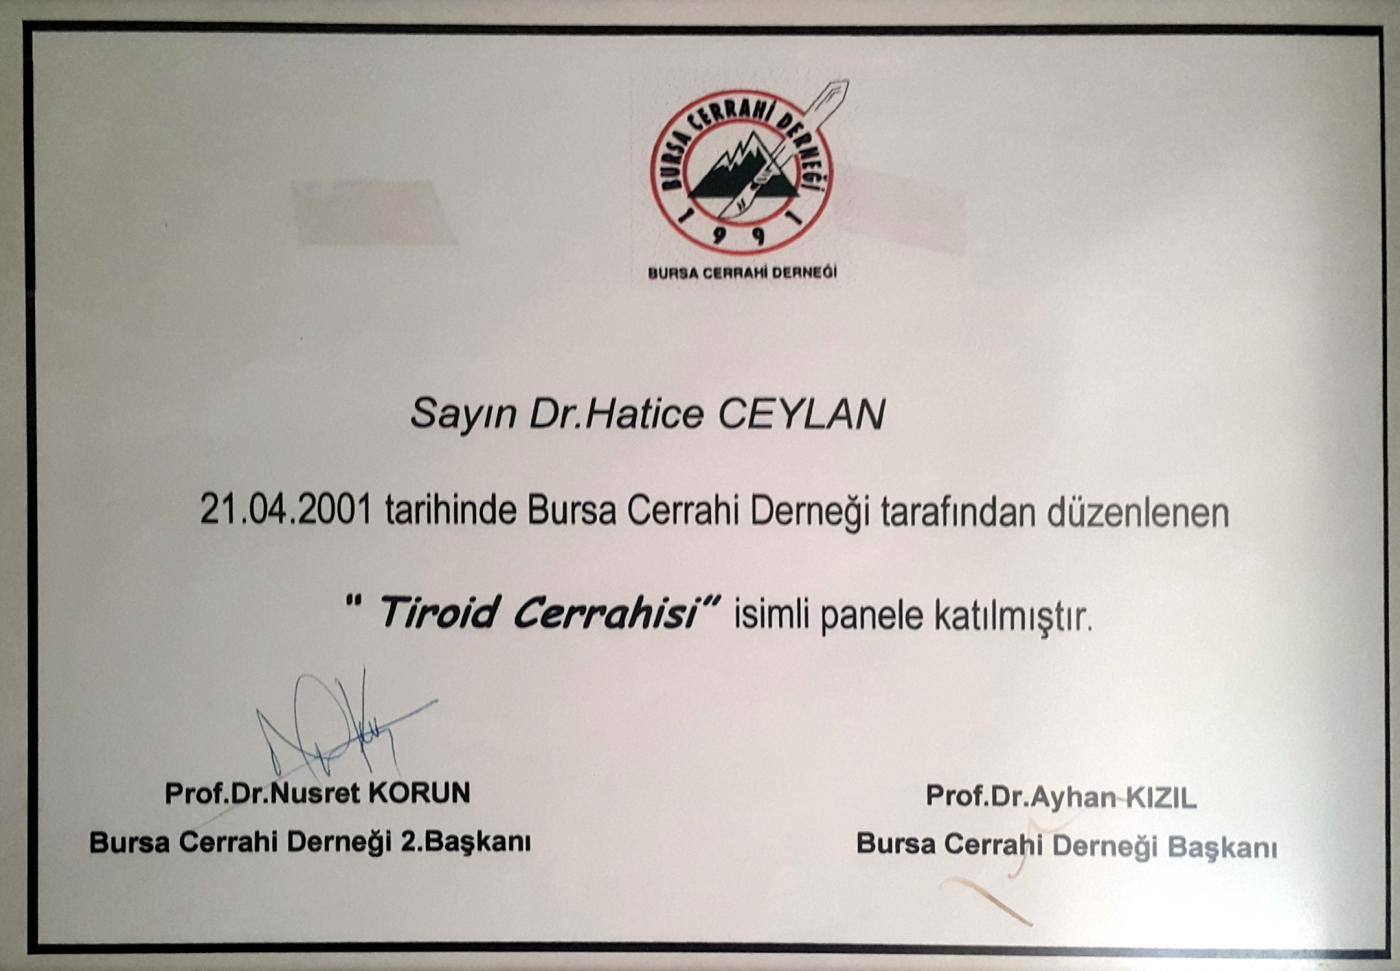 BURSA CERRAHİ DERNEĞİ
1991
BURSA CERRAHİ DERNEĞİ
Sayın Dr.Hatice CEYLAN
21.04.2001 tarihinde Bursa Cerrahi Derneği tarafından düzenlenen
" Tiroid Cerrahisi" isimli panele katılmıştır.
Prof.Dr.Nusret KORUN
Bursa Cerrahi Derneği 2.Başkanı
Prof.Dr.Ayhan KIZIL
Bursa Cerrahi Derneği Başkanı